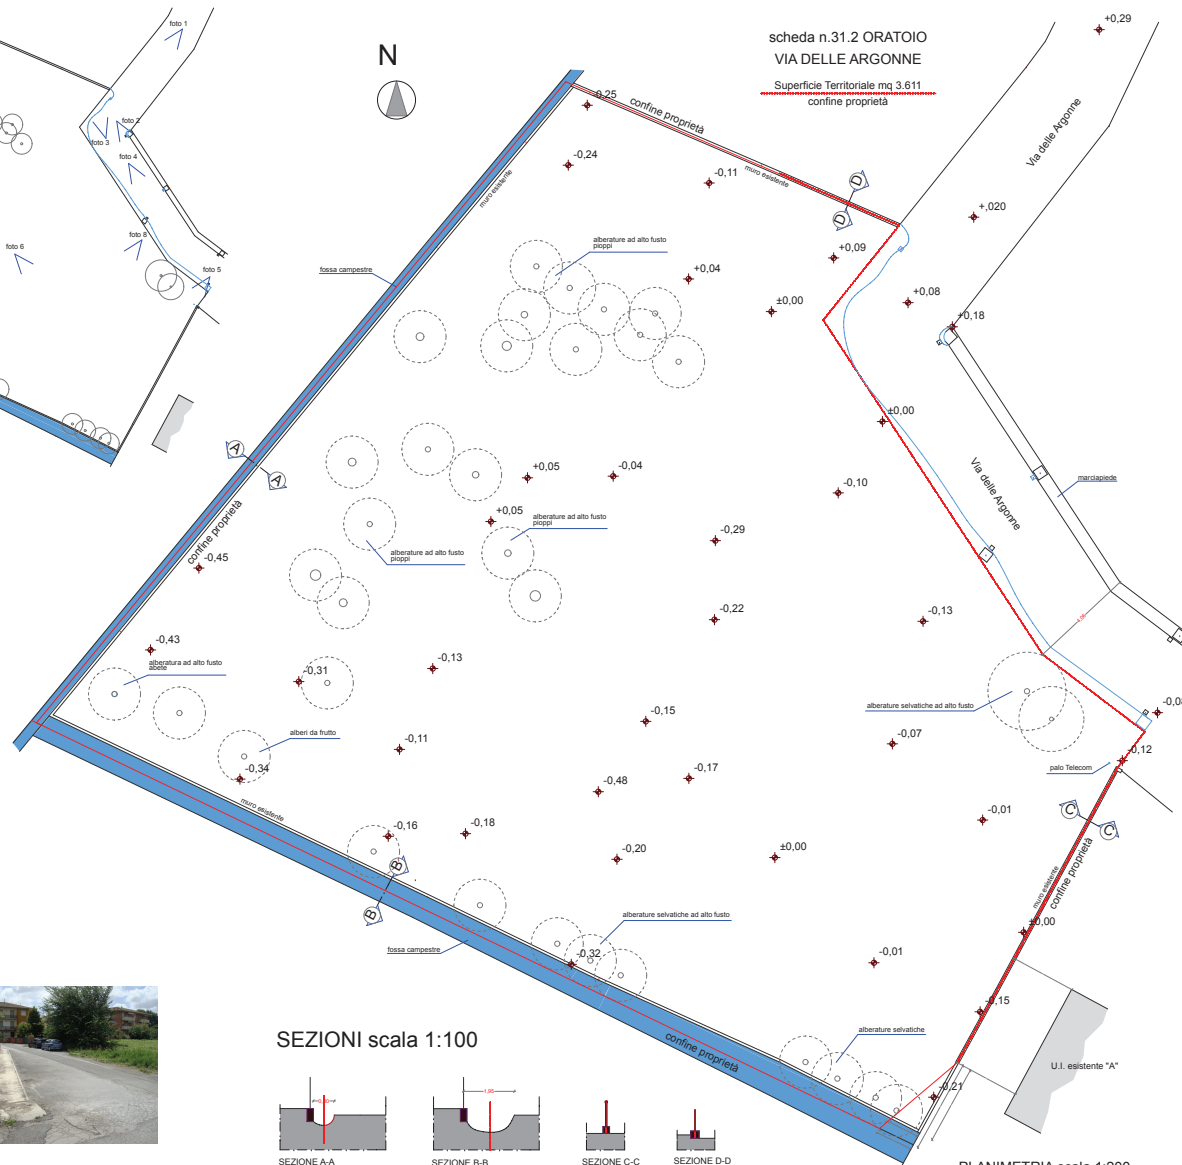 foto 1
foto 2
foto 3
foto 4
foto 8
foto 6
foto 5
N
scheda n.31.2 ORATOIO
VIA DELLE ARGONNE
Superficie Territoriale mq 3.611
confine proprietà
+0,29
-0,25
confine proprietà
muro esistente
-0,24
-0,11
muro esistente
D
D
Via delle Argonne
+,020
alberature ad alto fusto
pioppi
fossa campestre
+0,09
+0,04
±0,00
+0,08
+0,18
±0,00
A
A
confine proprietà
+0,05
-0,04
-0,10
Via delle Argonne
marciapiede
+0,05
alberature ad alto fusto
pioppi
alberature ad alto fusto
pioppi
-0,29
-0,45
-0,22
-0,13
-0,43
alberatura ad alto fusto
abete
-0,31
-0,13
-0,15
alberature selvatiche ad alto fusto
-0,07
-0,12
palo Telecom
alberi da frutto
-0,11
-0,34
-0,48
-0,17
muro esistente
-0,16
-0,18
-0,20
±0,00
-0,01
C
C
B
B
muro esistente
confine proprietà
alberature selvatiche ad alto fusto
fossa campestre
-0,32
±0,00
-0,01
-0,15
alberature selvatiche
confine proprietà
-0,21
U.I. esistente "A"
SEZIONI scala 1:100
1,95
SEZIONE A-A
SEZIONE B-B
SEZIONE C-C
SEZIONE D-D
PLANIMETRIA scala 1:200